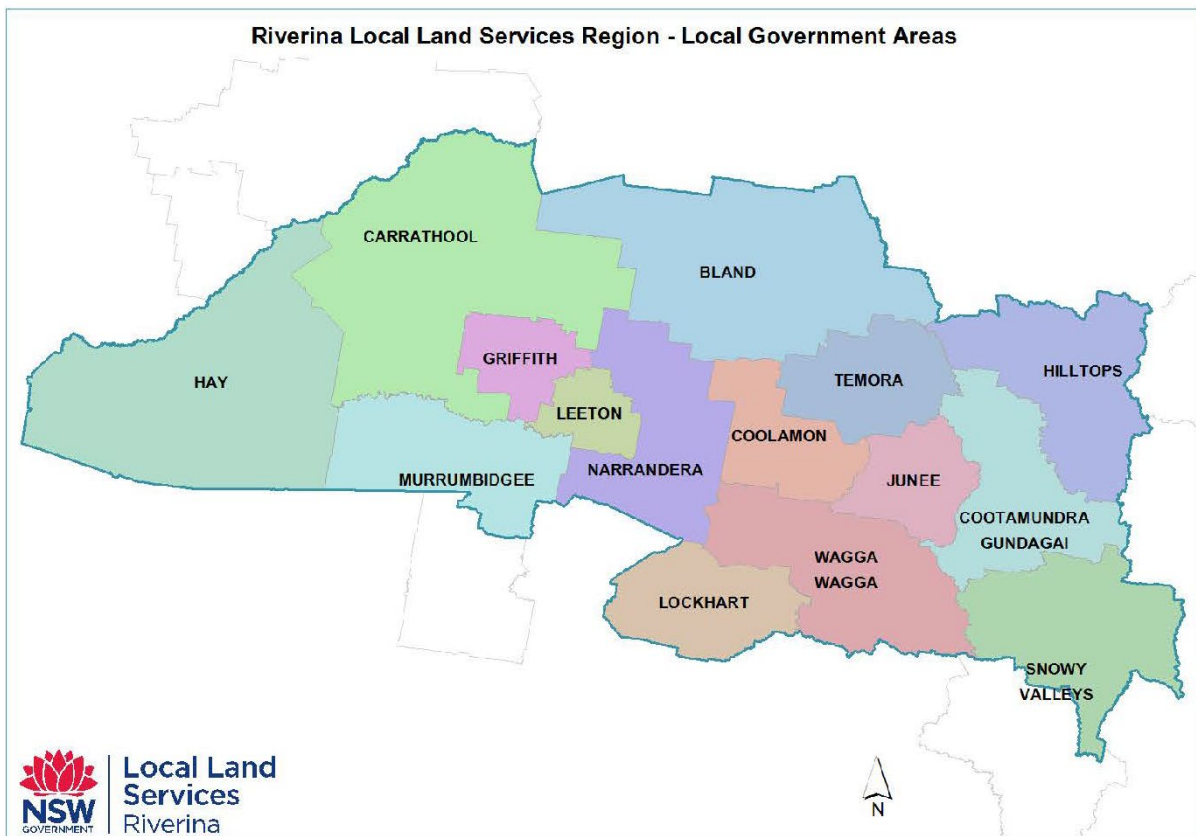 Riverina Local Land Services Region - Local Government Areas
CARRATHOOL
BLAND
GRIFFITH
HILLTOPS
HAY
TEMORA
LEETON
COOLAMON
NARRANDERA
MURRUMBIDGEE
JUNEE
COOTAMUNDRA
GUNDAGAI
WAGGA
WAGGA
LOCKHART
SNOWY
VALLEYS
NSW
GOVERNMENT
Local Land
Services
Riverina
N